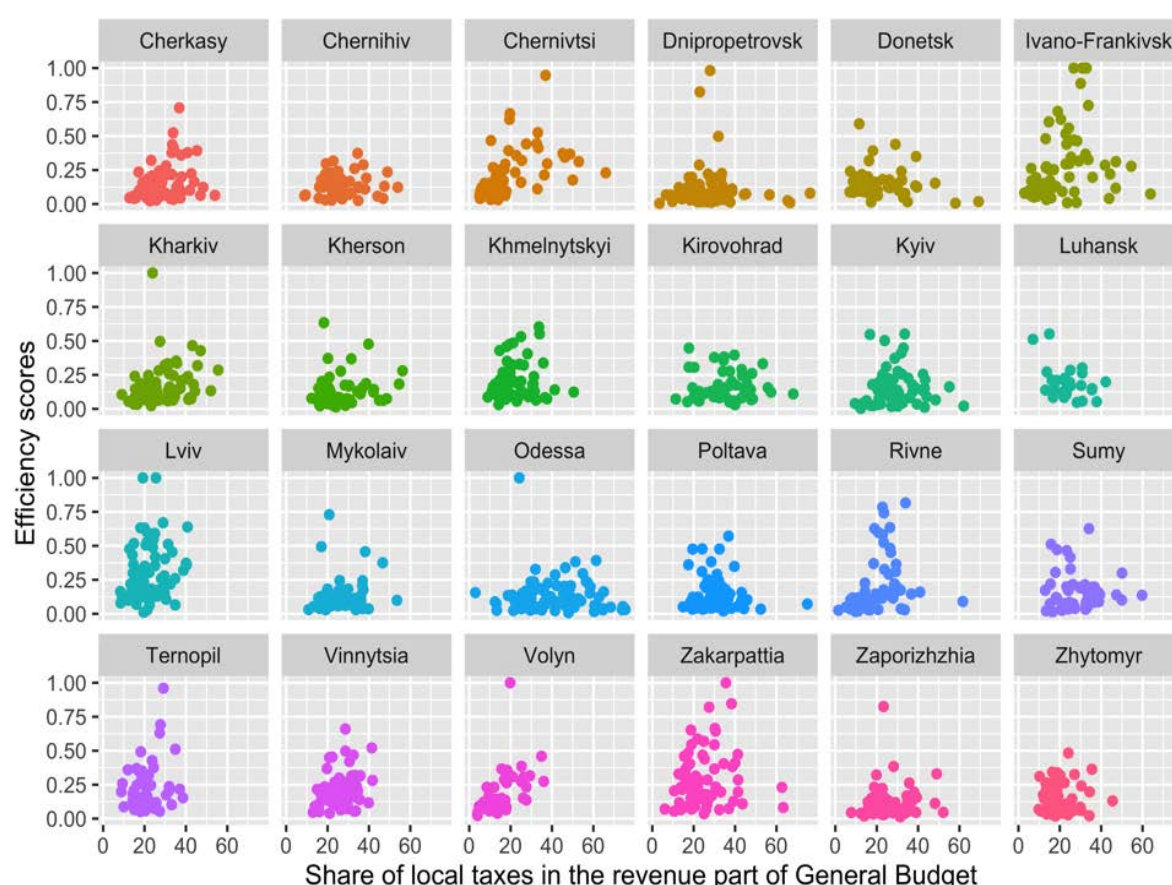 Cherkasy Chernihiv Chernivtsi Dnipropetrovsk Donetsk Ivano-Frankivsk
1.00
0.75
0.50
0.25
0.00
Kharkiv Kherson Khmelnytskyi Kirovohrad Kyiv Luhansk
1.00
0.75
0.50
0.25
0.00
Lviv Mykolaiv Odessa Poltava Rivne Sumy
1.00
0.75
0.50
0.25
0.00
Ternopil Vinnytsia Volyn Zakarpattia Zaporizhzhia Zhytomyr
1.00
0.75
0.50
0.25
0.00
0 20 40 60 0 20 40 60 0 20 40 60 0 20 40 60 0 20 40 60 0 20 40 60
Efficiency scores
Share of local taxes in the revenue part of General Budget